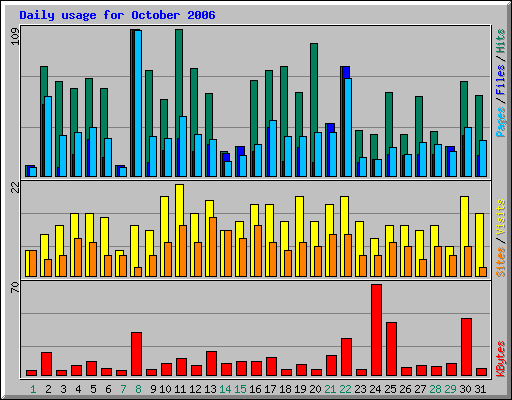 Daily usage for October 2006
109
22
70
Pages / Files / Hits
Sites / Visits
KBytes
1 2 3 4 5 6 7 8 9 10 11 12 13 14 15 16 17 18 19 20 21 22 23 24 25 26 27 28 29 30 31